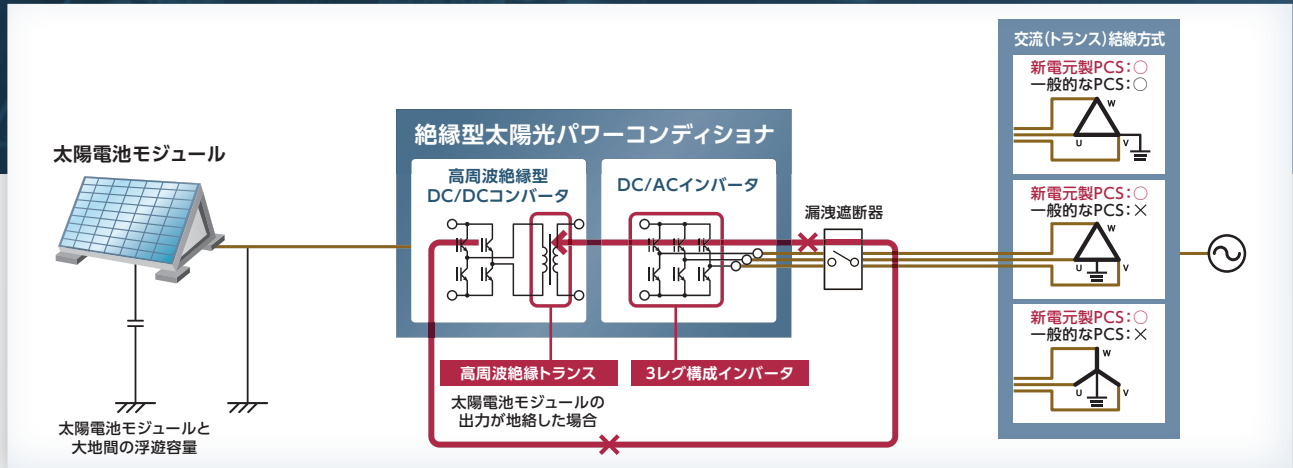 太陽電池モジュール
太陽電池モジュールと
大地間の浮遊容量
絶縁型太陽光パワーコンディショナ
高周波絶縁型
DC/DCコンバータ
DC/ACインバータ
高周波絶縁トランス
3レグ構成インバータ
太陽電池モジュールの
出力が地絡した場合
漏洩遮断器
交流(トランス)結線方式
新電元製PCS:○
一般的なPCS:○
W
U
V
新電元製PCS:○
一般的なPCS:×
W
U
V
新電元製PCS:○
一般的なPCS:×
W
U
V